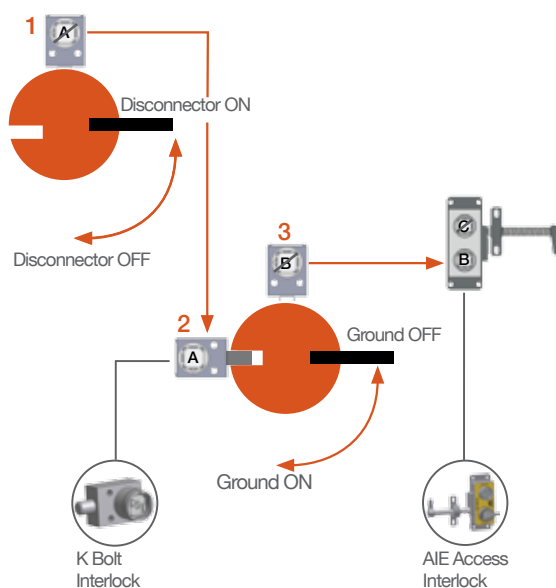 1
A
Disconnector ON
Disconnector OFF
3
B
C
B
2
A
Ground OFF
Ground ON
K Bolt
Interlock
AIE Access
Interlock